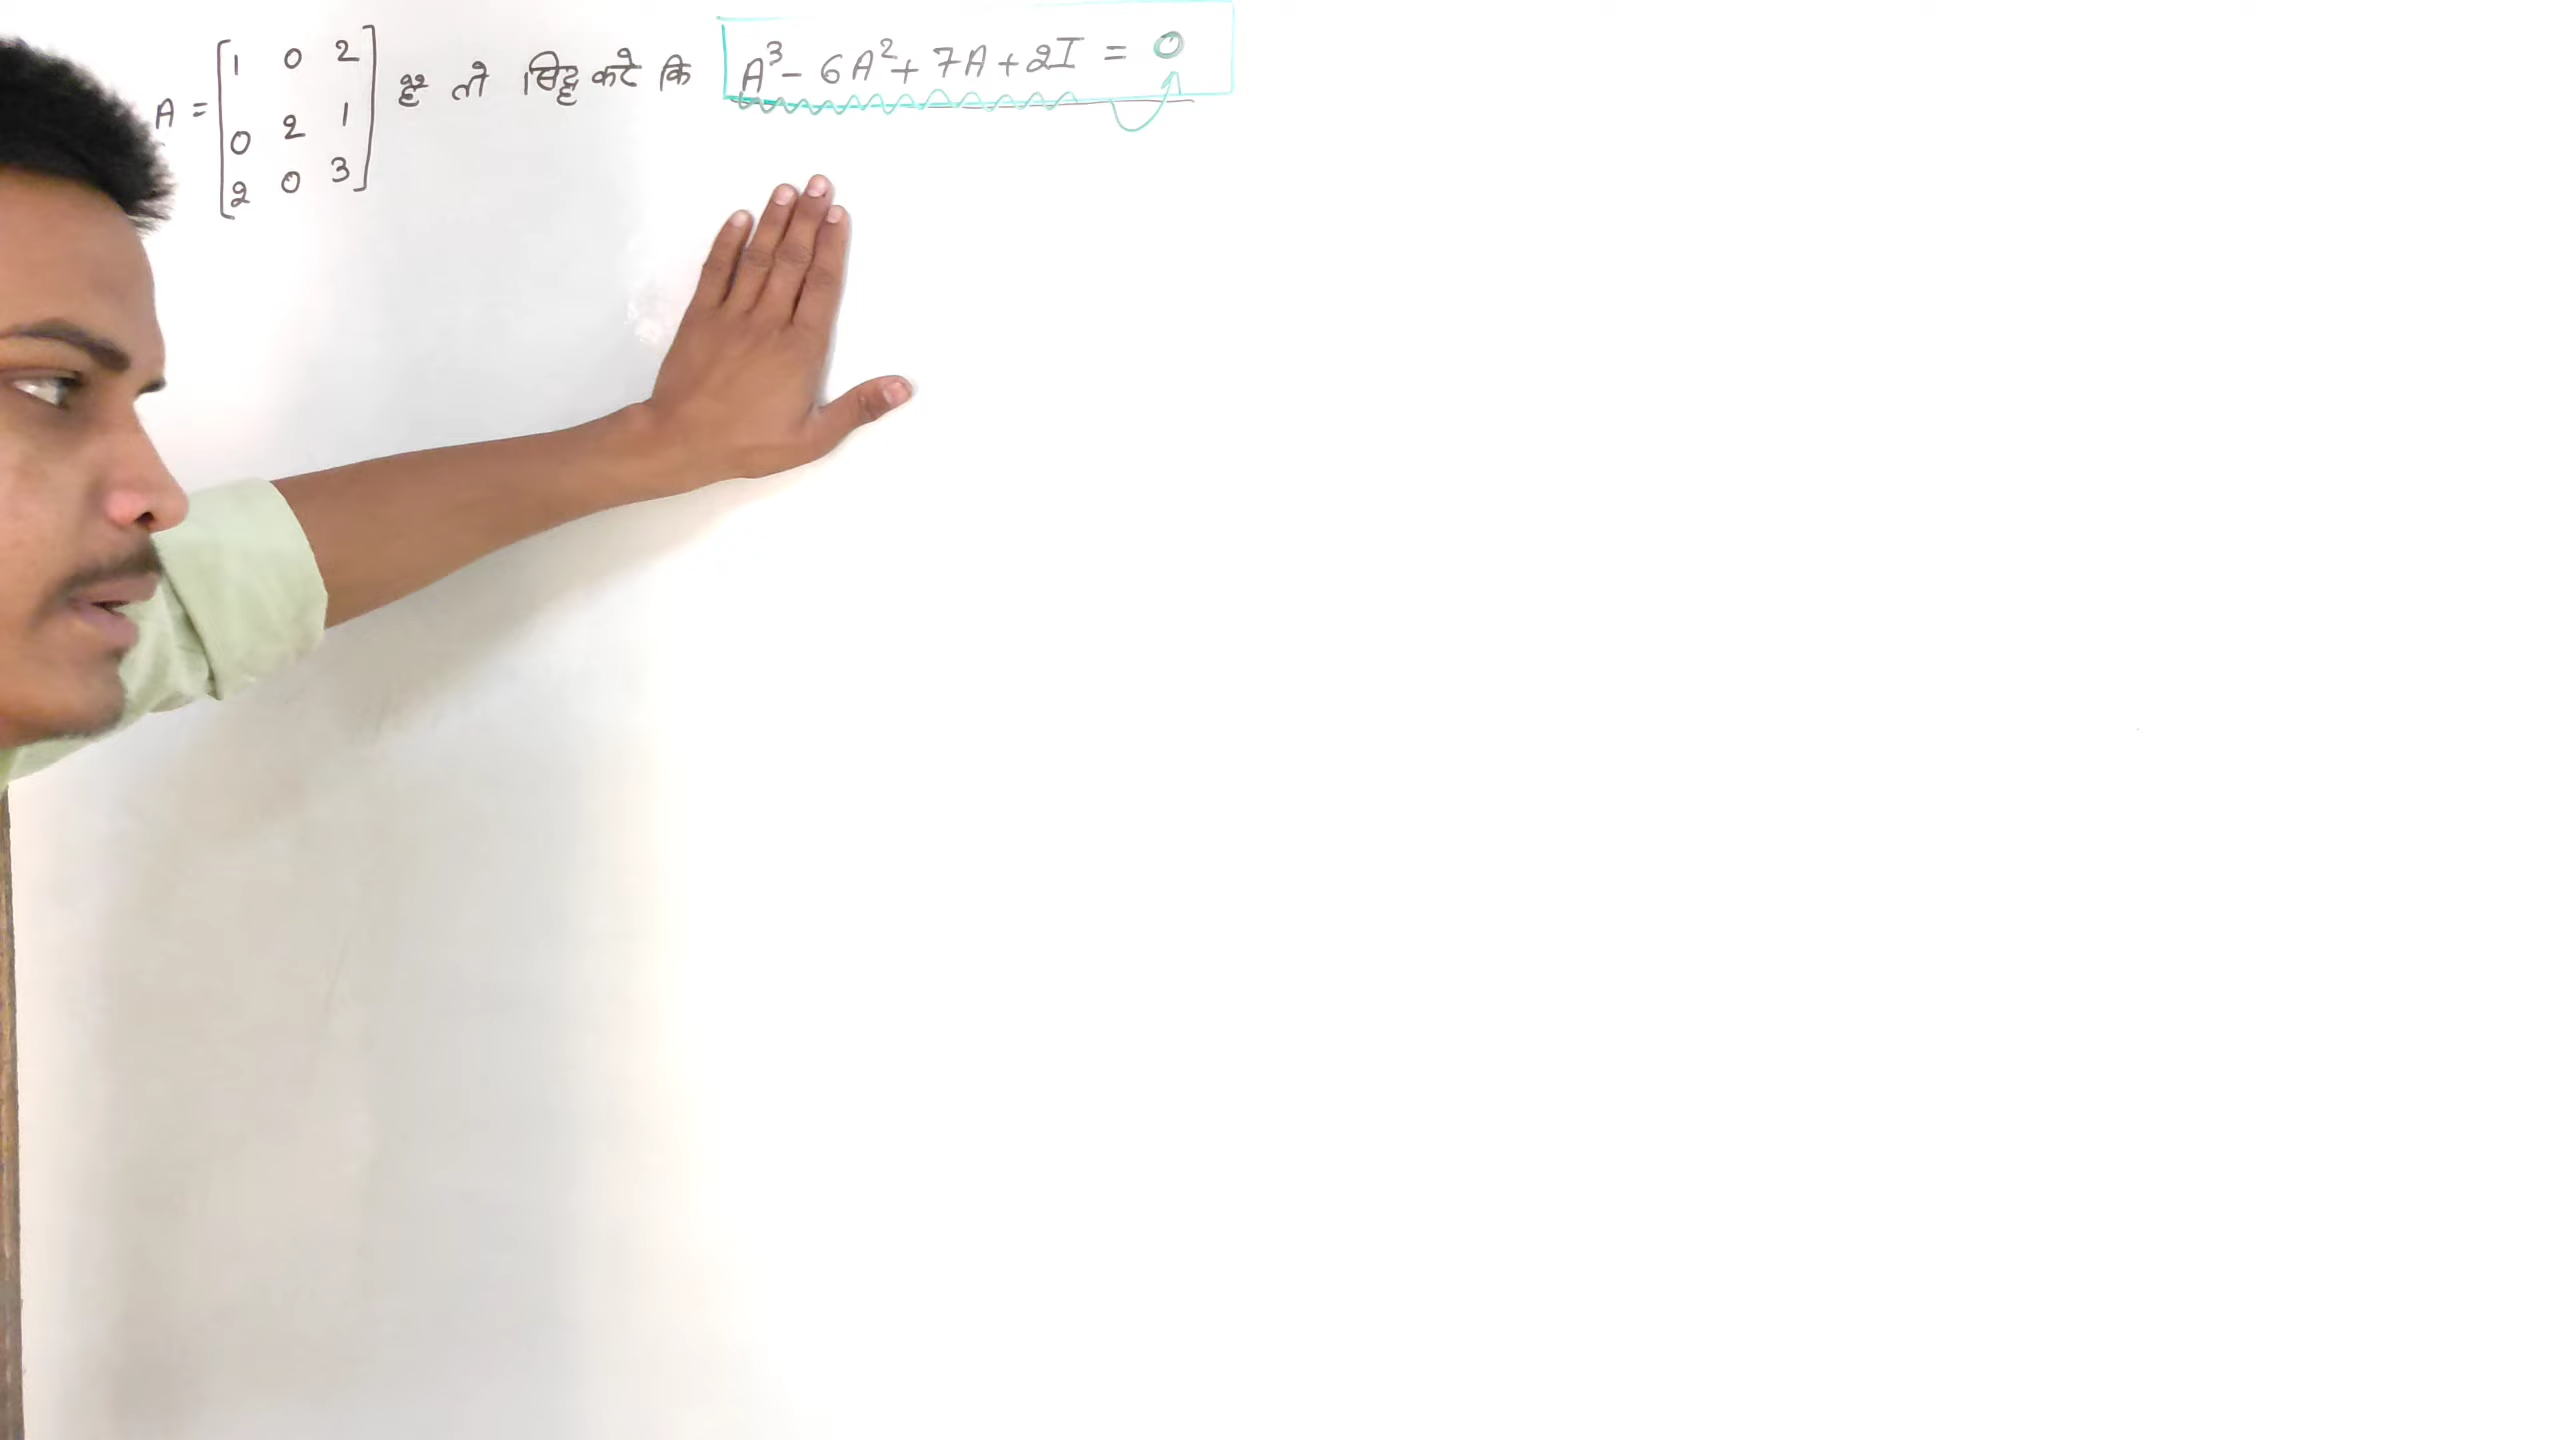 A = [1 0 2
0 2 1
2 0 3] है तो सिद्ध करे कि A³ - 6A² + 7A + 2I = 0